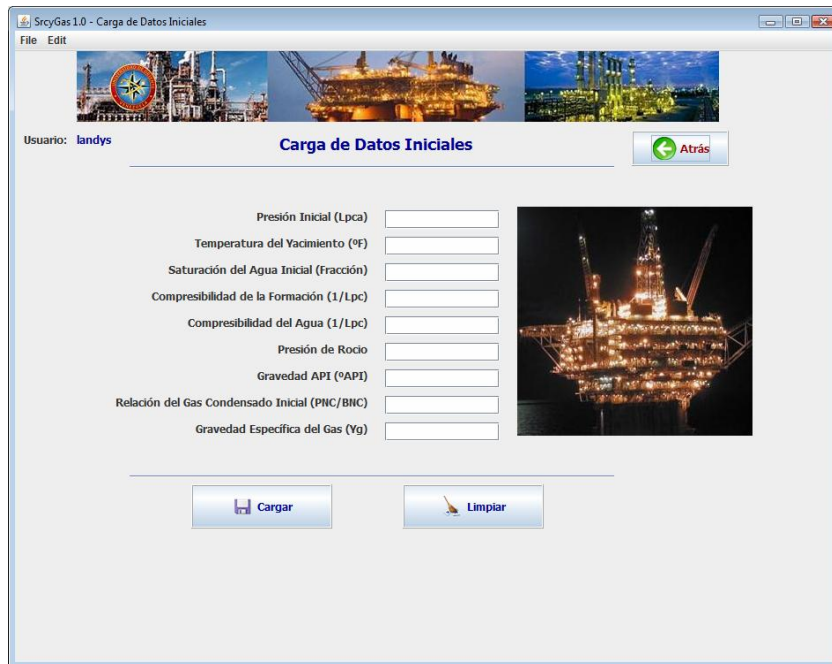 SrcyGas 1.0 - Carga de Datos Iniciales
File Edit
Usuario: landys
Carga de Datos Iniciales
Atrás
Presión Inicial (Lpca)
Temperatura del Yacimiento (ºF)
Saturación del Agua Inicial (Fracción)
Compresibilidad de la Formación (1/Lpc)
Compresibilidad del Agua (1/Lpc)
Presión de Rocio
Gravedad API (ºAPI)
Relación del Gas Condensado Inicial (PNC/BNC)
Gravedad Específica del Gas (Yg)
Cargar
Limpiar